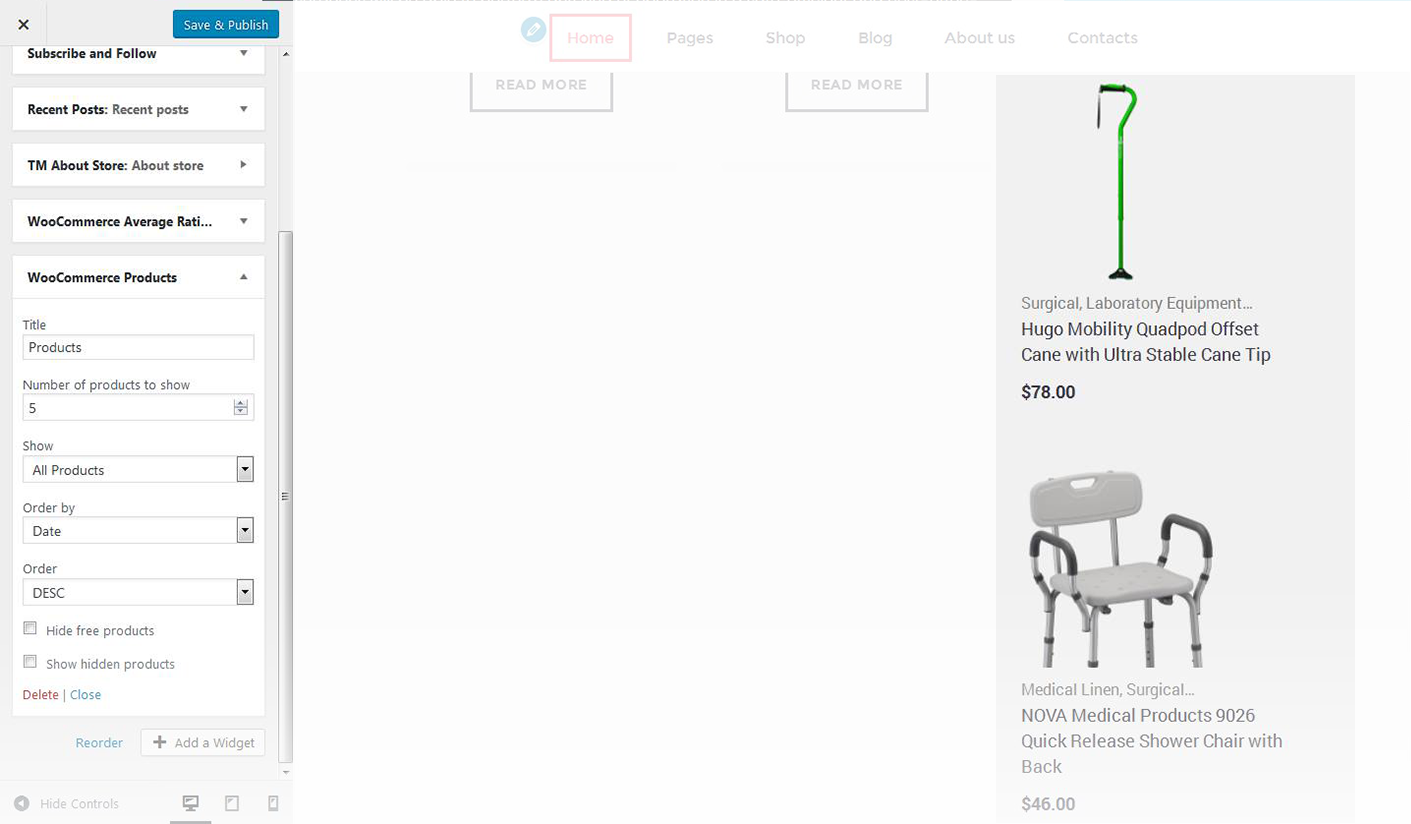 Save & Publish
Subscribe and Follow
Recent Posts: Recent posts
TM About Store: About store
WooCommerce Average Rati...
WooCommerce Products
Title
Products
Number of products to show
5
Show
All Products
Order by
Date
Order
DESC
Hide free products
Show hidden products
Delete | Close
Reorder
Add a Widget
Hide Controls
Home Pages Shop Blog About us Contacts
READ MORE READ MORE
Surgical, Laboratory Equipment...
Hugo Mobility Quadpod Offset
Cane with Ultra Stable Cane Tip
$78.00
Medical Linen, Surgical...
NOVA Medical Products 9026
Quick Release Shower Chair with
Back
$46.00